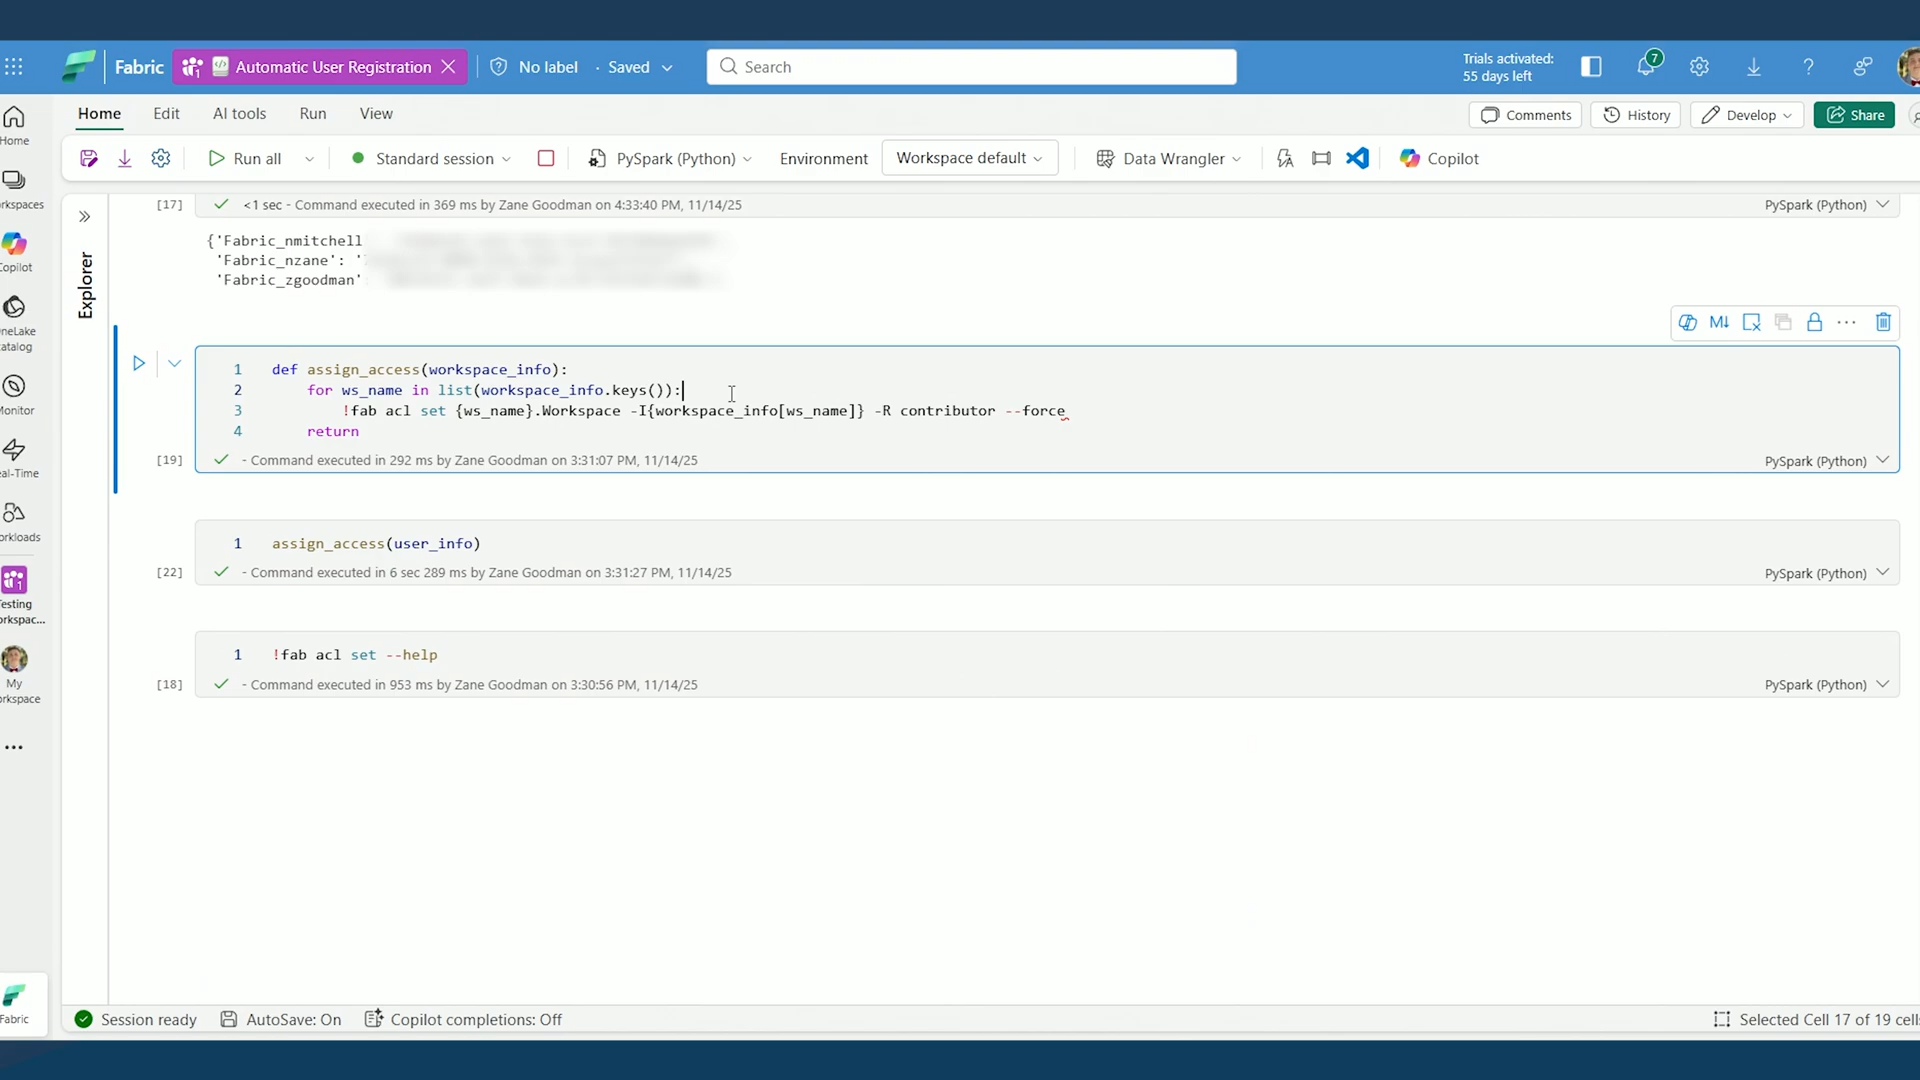 Fabric
Automatic User Registration
No label
Saved
Search
Trials activated:
55 days left
7
Home
Edit
AI tools
Run
View
Comments
History
Develop
Share
Run all
Standard session
PySpark (Python)
Environment
Workspace default
Data Wrangler
Copilot
Home
rkspaces
Copilot
neLake
atalog
onitor
al-Time
orkloads
Testing
orkspac...
My
orkspace
...
Fabric
Explorer
[17]
<1 sec - Command executed in 369 ms by Zane Goodman on 4:33:40 PM, 11/14/25
PySpark (Python)
{'Fabric_nmitchell
'Fabric_nzane': '
'Fabric_zgoodman'
M↓
1 def assign_access(workspace_info):
2 for ws_name in list(workspace_info.keys()):
3 !fab acl set {ws_name}.Workspace -I{workspace_info[ws_name]} -R contributor --force
4 return
[19]
- Command executed in 292 ms by Zane Goodman on 3:31:07 PM, 11/14/25
PySpark (Python)
1 assign_access(user_info)
[22]
- Command executed in 6 sec 289 ms by Zane Goodman on 3:31:27 PM, 11/14/25
PySpark (Python)
1 !fab acl set --help
[18]
- Command executed in 953 ms by Zane Goodman on 3:30:56 PM, 11/14/25
PySpark (Python)
Session ready
AutoSave: On
Copilot completions: Off
Selected Cell 17 of 19 cells